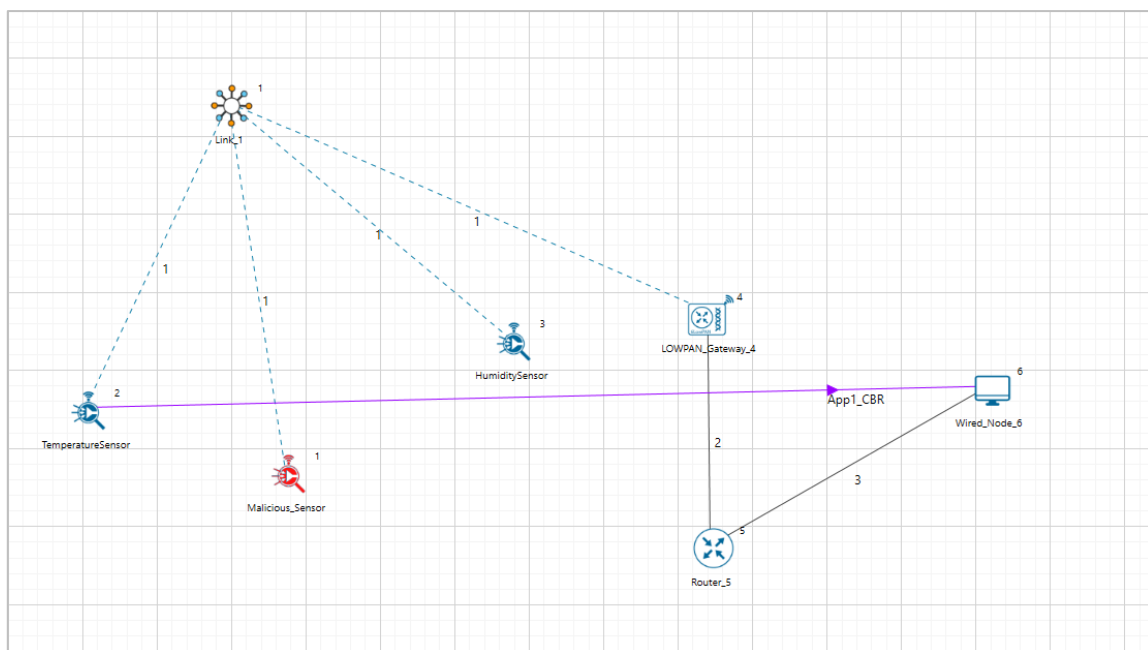 1
Link_1
1
1
1
1
4
LOWPAN_Gateway_4
3
HumiditySensor
6
Wired_Node_6
2
TemperatureSensor
App1_CBR
2
1
Malicious_Sensor
3
5
Router_5